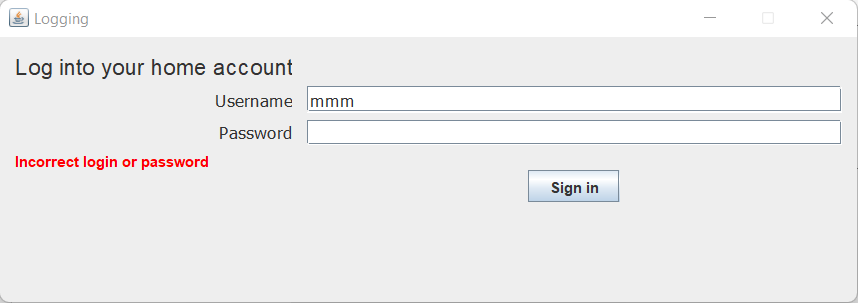 Logging
Log into your home account
Username mmm
Password
Incorrect login or password
Sign in